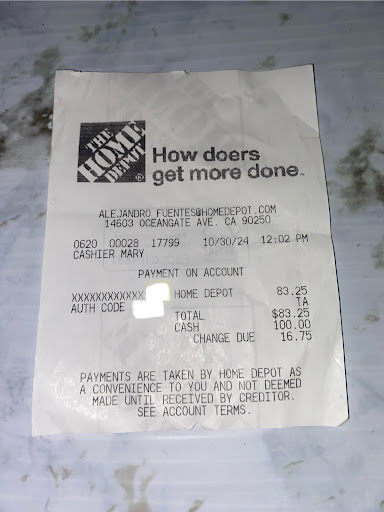 THE
HOME
DEPOT
How doers
get more done™
ALEJANDRO_FUENTES@HOMEDEPOT.COM
14603 OCEANGATE AVE. CA 90250
0620 00028 17799 10/30/24 12:02 PM
CASHIER MARY
PAYMENT ON ACCOUNT
XXXXXXXXXXXX HOME DEPOT 83.25
TA
AUTH CODE
TOTAL $83.25
CASH 100.00
CHANGE DUE 16.75
PAYMENTS ARE TAKEN BY HOME DEPOT AS
A CONVENIENCE TO YOU AND NOT DEEMED
MADE UNTIL RECEIVED BY CREDITOR.
SEE ACCOUNT TERMS.